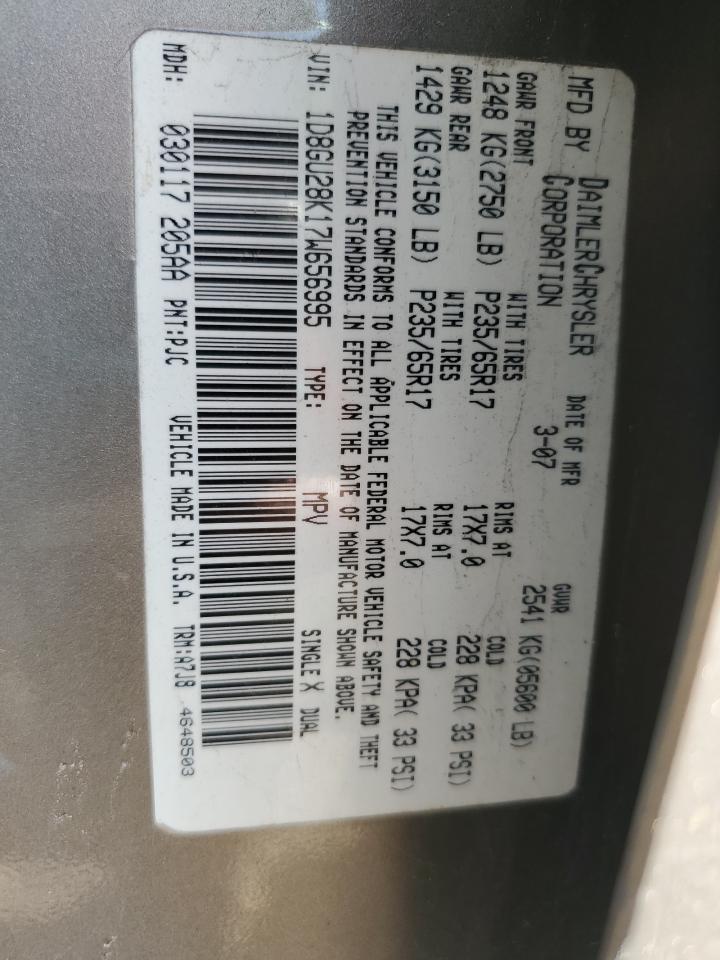 MFD BY DAIMLERCHRYSLER CORPORATION DATE OF MFR 3-07 GVWR 2541 KG(05600 LB)
GAWR FRONT WITH TIRES RIMS AT COLD
1248 KG(2750 LB) P235/65R17 17X7.0 228 KPA( 33 PSI)
GAWR REAR WITH TIRES RIMS AT COLD
1429 KG(3150 LB) P235/65R17 17X7.0 228 KPA( 33 PSI)
THIS VEHICLE CONFORMS TO ALL APPLICABLE FEDERAL MOTOR VEHICLE SAFETY AND THEFT
PREVENTION STANDARDS IN EFFECT ON THE DATE OF MANUFACTURE SHOWN ABOVE.
VIN: 1D8GU28K17W656995 TYPE: MPV SINGLE X DUAL
MDH: 030117 205AA PNT:PJC VEHICLE MADE IN U.S.A. TRM:A7J8 4648503